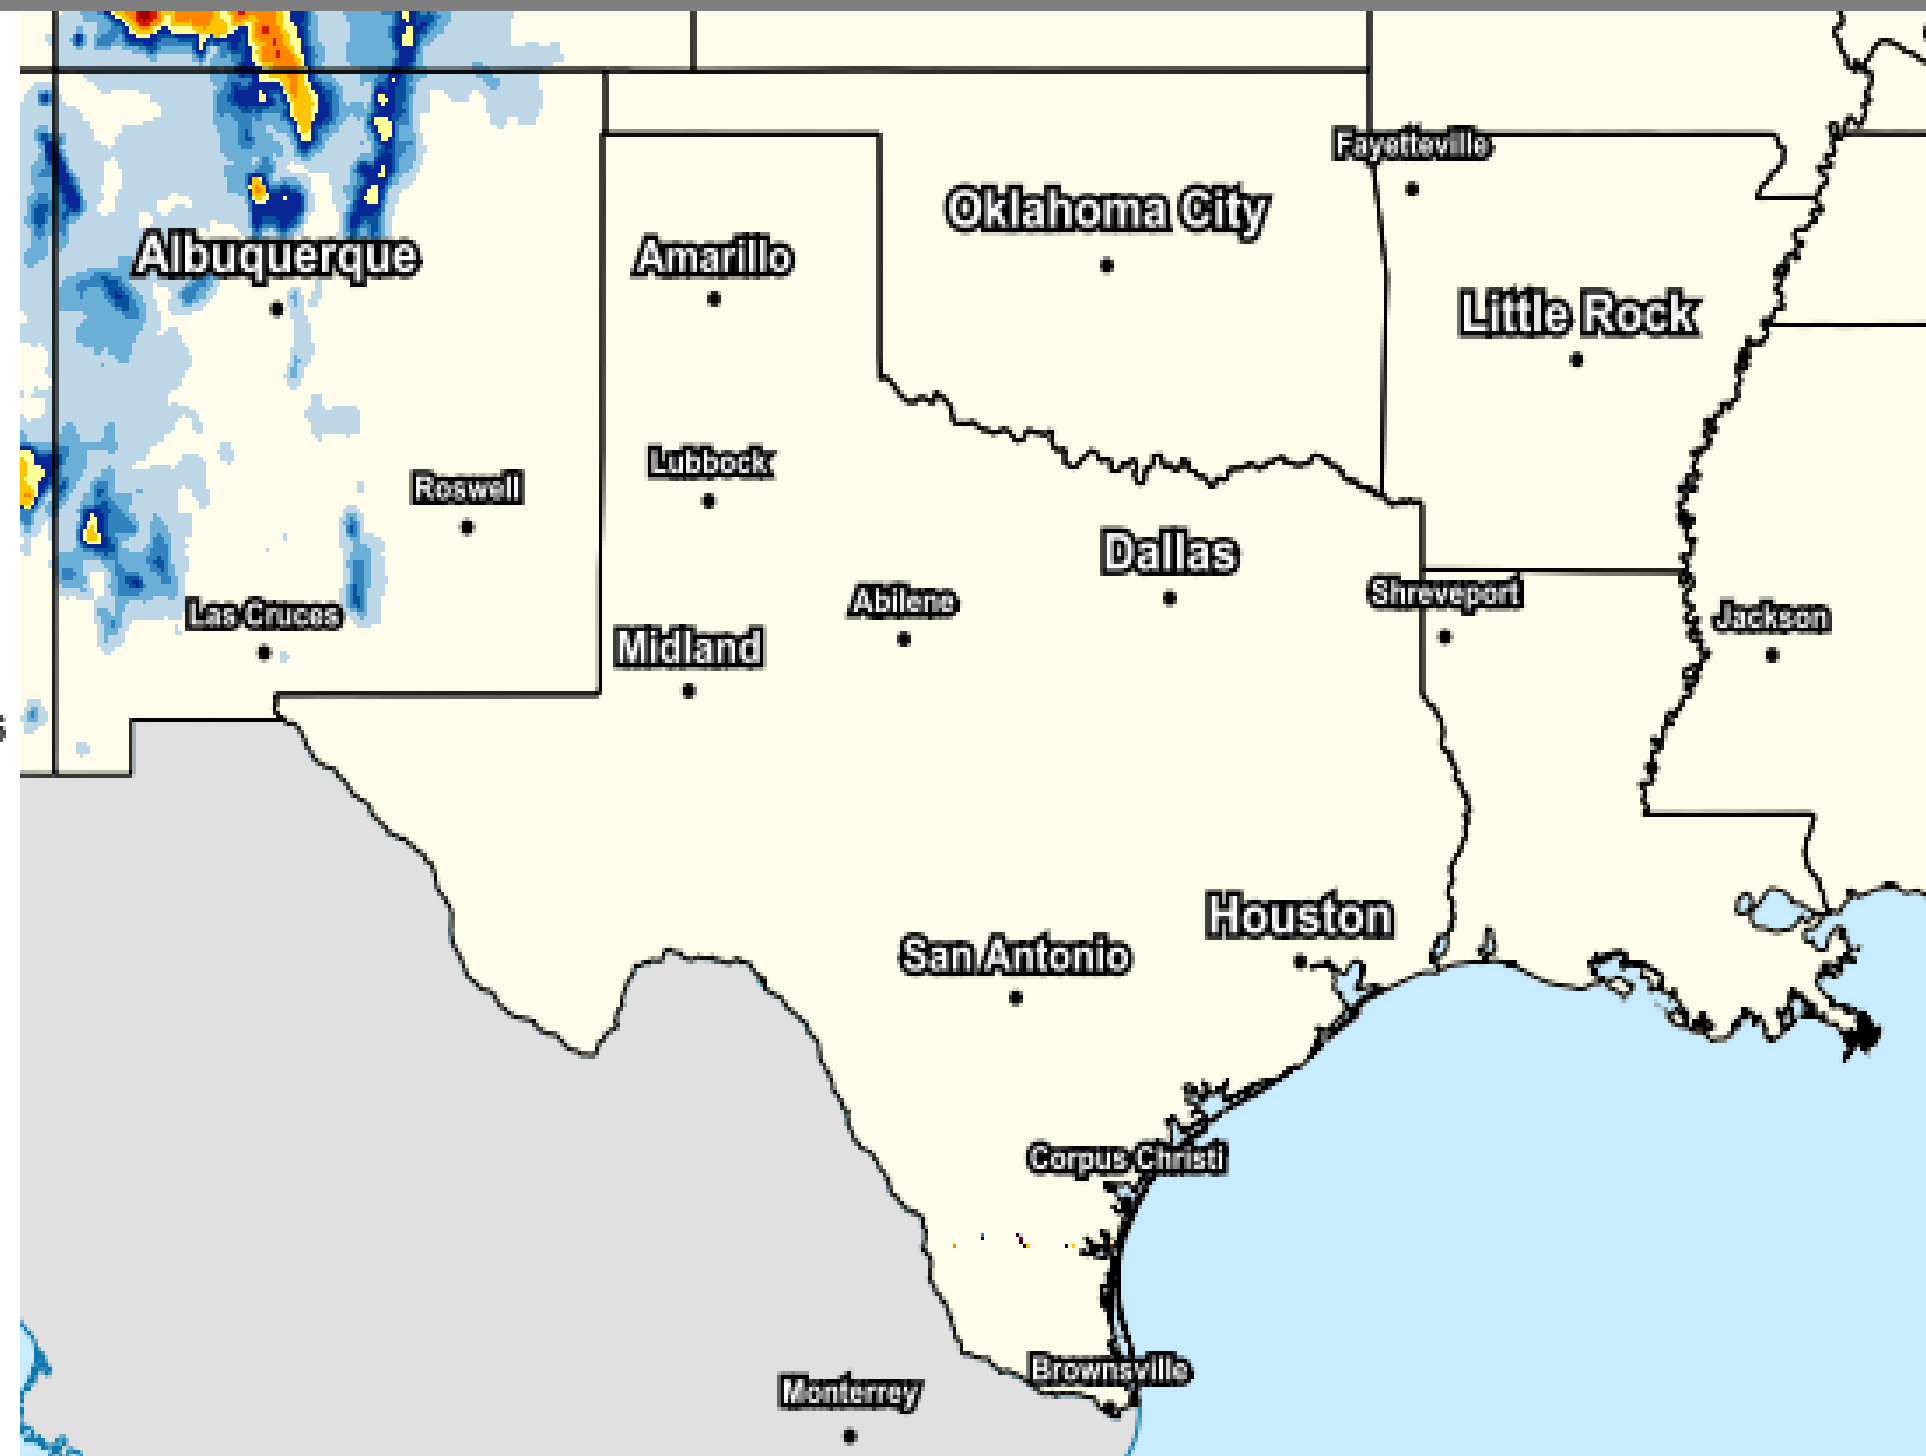 Fayetteville
Oklahoma City
Albuquerque
Amarillo
Little Rock
Lubbock
Roswell
Dallas
Shreveport
Abilene
Las Cruces
Jackson
Midland
Houston
San Antonio
Corpus Christi
Brownsville
Monterrey